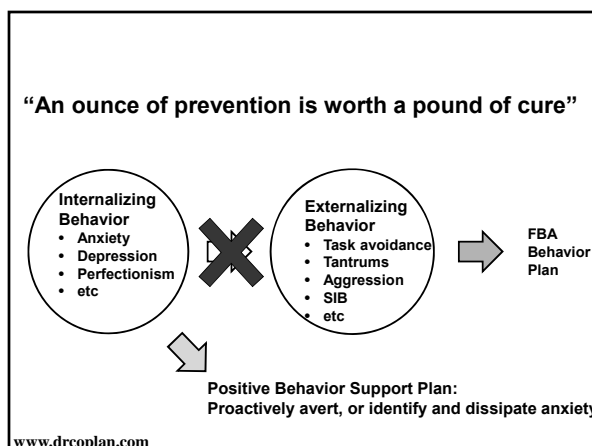 “An ounce of prevention is worth a pound of cure”
Internalizing
Behavior
• Anxiety
• Depression
• Perfectionism
• etc
Externalizing
Behavior
• Task avoidance
• Tantrums
• Aggression
• SIB
• etc
FBA
Behavior
Plan
Positive Behavior Support Plan:
Proactively avert, or identify and dissipate anxiety
www.drcoplan.com